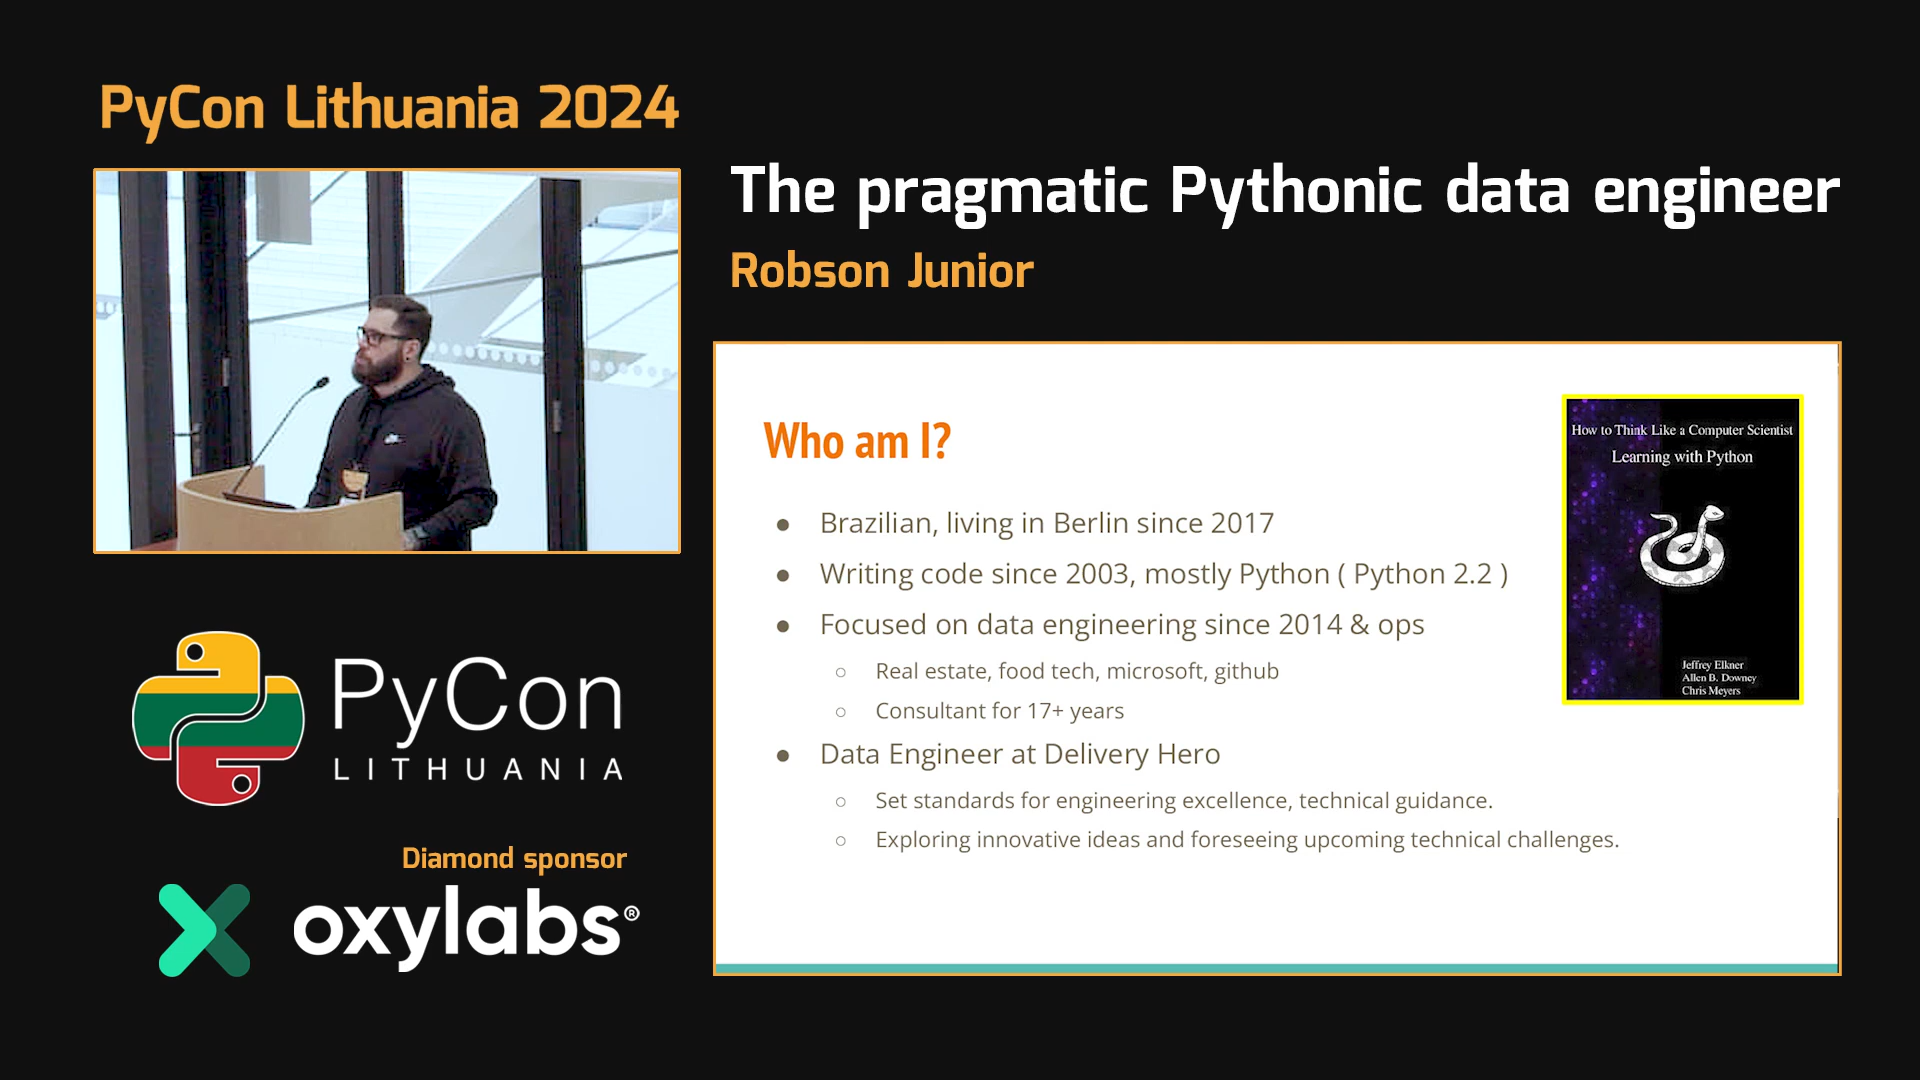 PyCon Lithuania 2024
The pragmatic Pythonic data engineer
Robson Junior
Who am I?
● Brazilian, living in Berlin since 2017
● Writing code since 2003, mostly Python ( Python 2.2 )
● Focused on data engineering since 2014 & ops
○ Real estate, food tech, microsoft, github
○ Consultant for 17+ years
● Data Engineer at Delivery Hero
○ Set standards for engineering excellence, technical guidance.
○ Exploring innovative ideas and foreseeing upcoming technical challenges.
How to Think Like a Computer Scientist
Learning with Python
Jeffrey Elkner
Allen B. Downey
Chris Meyers
PyCon
LITHUANIA
Diamond sponsor
oxylabs®